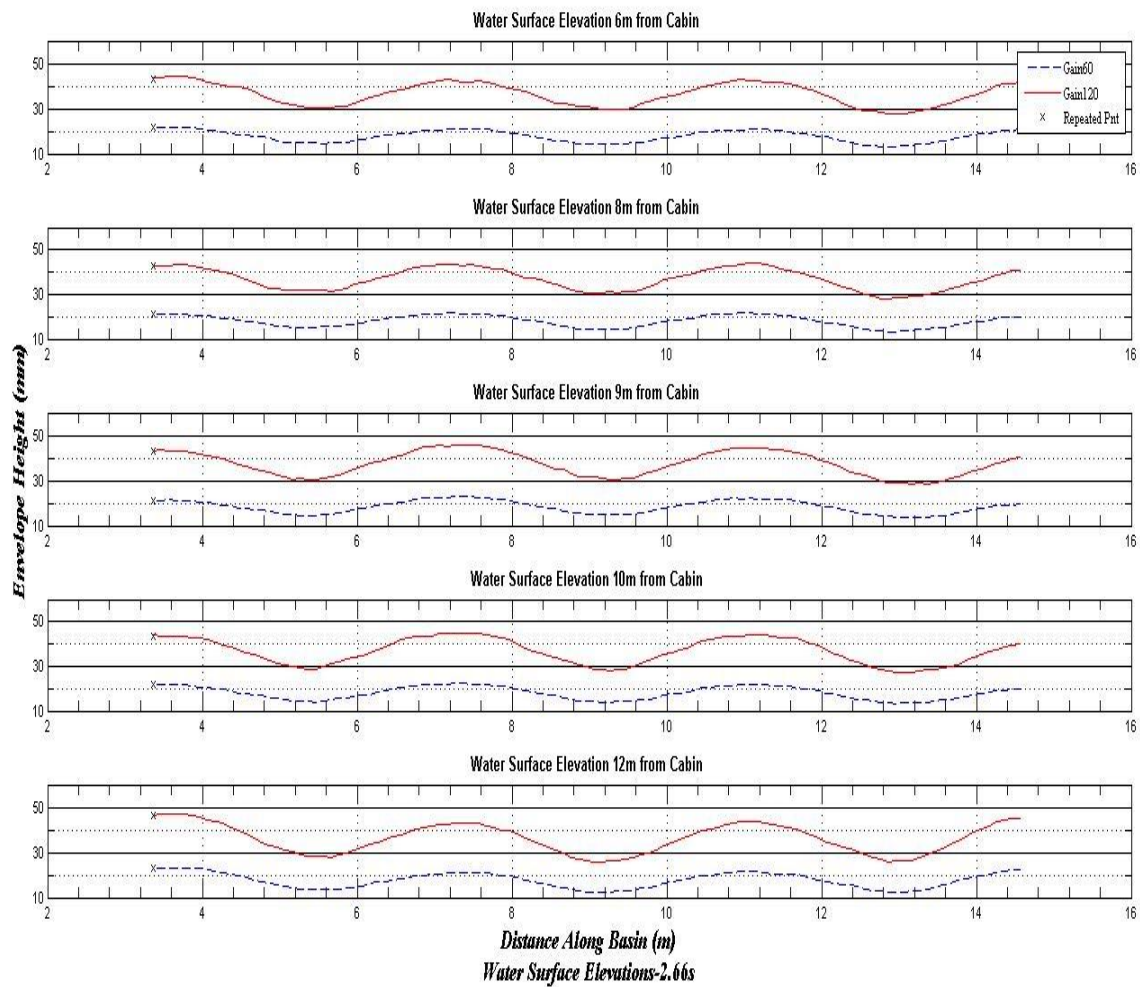 Water Surface Elevation 6m from Cabin
50
30
10
2 4 6 8 10 12 14 16
Gain60
Gain120
Repeated Pnt
Water Surface Elevation 8m from Cabin
50
30
10
2 4 6 8 10 12 14 16
Water Surface Elevation 9m from Cabin
50
30
10
2 4 6 8 10 12 14 16
Envelope Height (mm)
Water Surface Elevation 10m from Cabin
50
30
10
2 4 6 8 10 12 14 16
Water Surface Elevation 12m from Cabin
50
30
10
2 4 6 8 10 12 14 16
Distance Along Basin (m)
Water Surface Elevations-2.66s